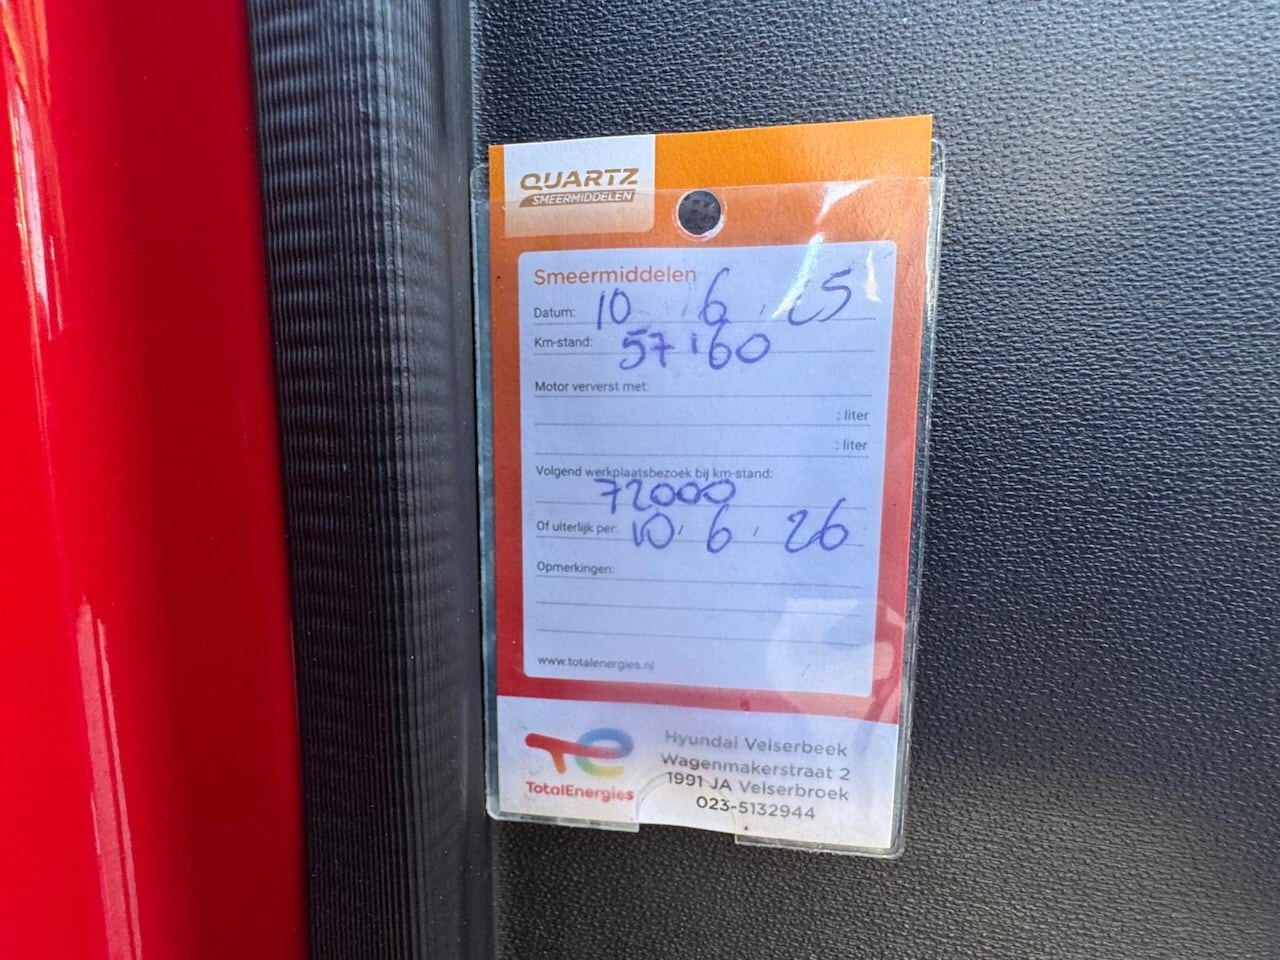 QUARTZ
SMEERMIDDELEN
Smeermiddelen
Datum: 10 / 6 / 25
Km-stand: 57160
Motor ververst met:
: liter
: liter
Volgend werkplaatsbezoek bij km-stand:
72000
Of uiterlijk per: 10 / 6 / 26
Opmerkingen:
www.totalenergies.nl
TotalEnergies
Hyundai Velserbeek
Wagenmakerstraat 2
1991 JA Velserbroek
023-5132944